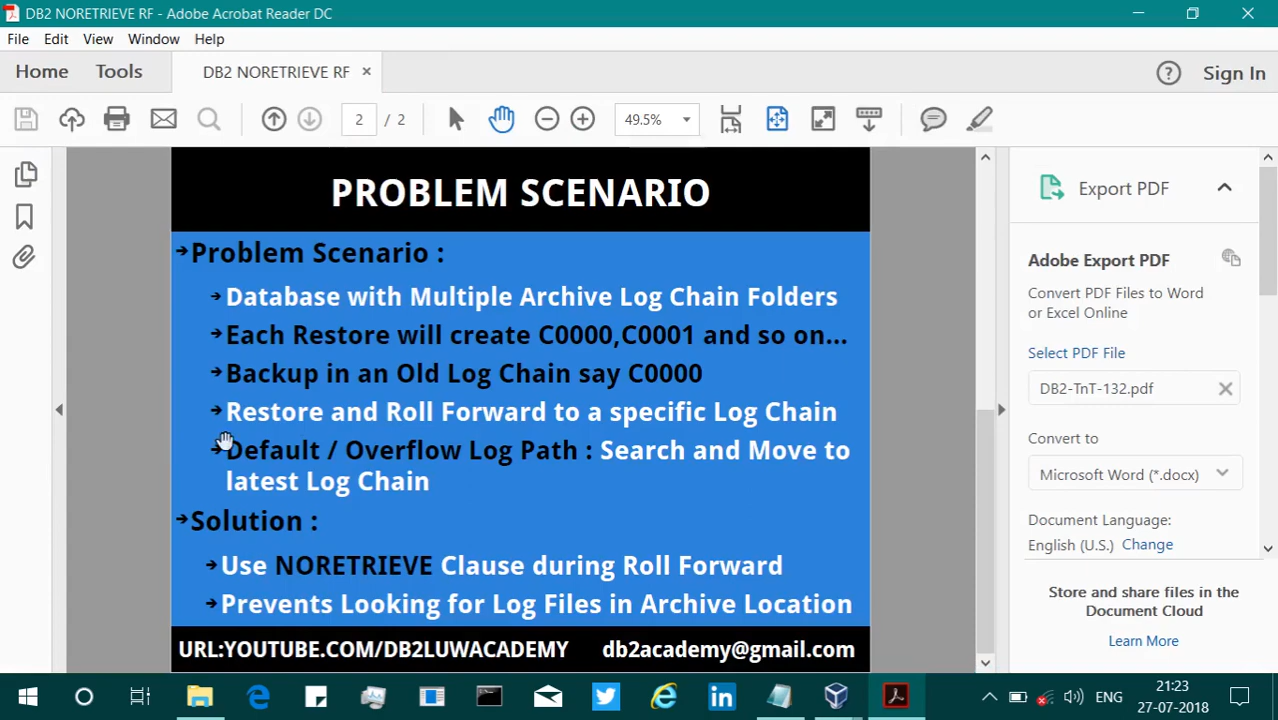 DB2 NORETRIEVE RF - Adobe Acrobat Reader DC
File Edit View Window Help
Home Tools DB2 NORETRIEVE RF × Sign In
2 / 2 49.5%
PROBLEM SCENARIO
Problem Scenario :
Database with Multiple Archive Log Chain Folders
Each Restore will create C0000,C0001 and so on...
Backup in an Old Log Chain say C0000
Restore and Roll Forward to a specific Log Chain
Default / Overflow Log Path : Search and Move to
latest Log Chain
Solution :
Use NORETRIEVE Clause during Roll Forward
Prevents Looking for Log Files in Archive Location
URL:YOUTUBE.COM/DB2LUWACADEMY db2academy@gmail.com
Export PDF
Adobe Export PDF
Convert PDF Files to Word
or Excel Online
Select PDF File
DB2-TnT-132.pdf
Convert to
Microsoft Word (*.docx)
Document Language:
English (U.S.) Change
Store and share files in the
Document Cloud
Learn More
ENG
21:23
27-07-2018